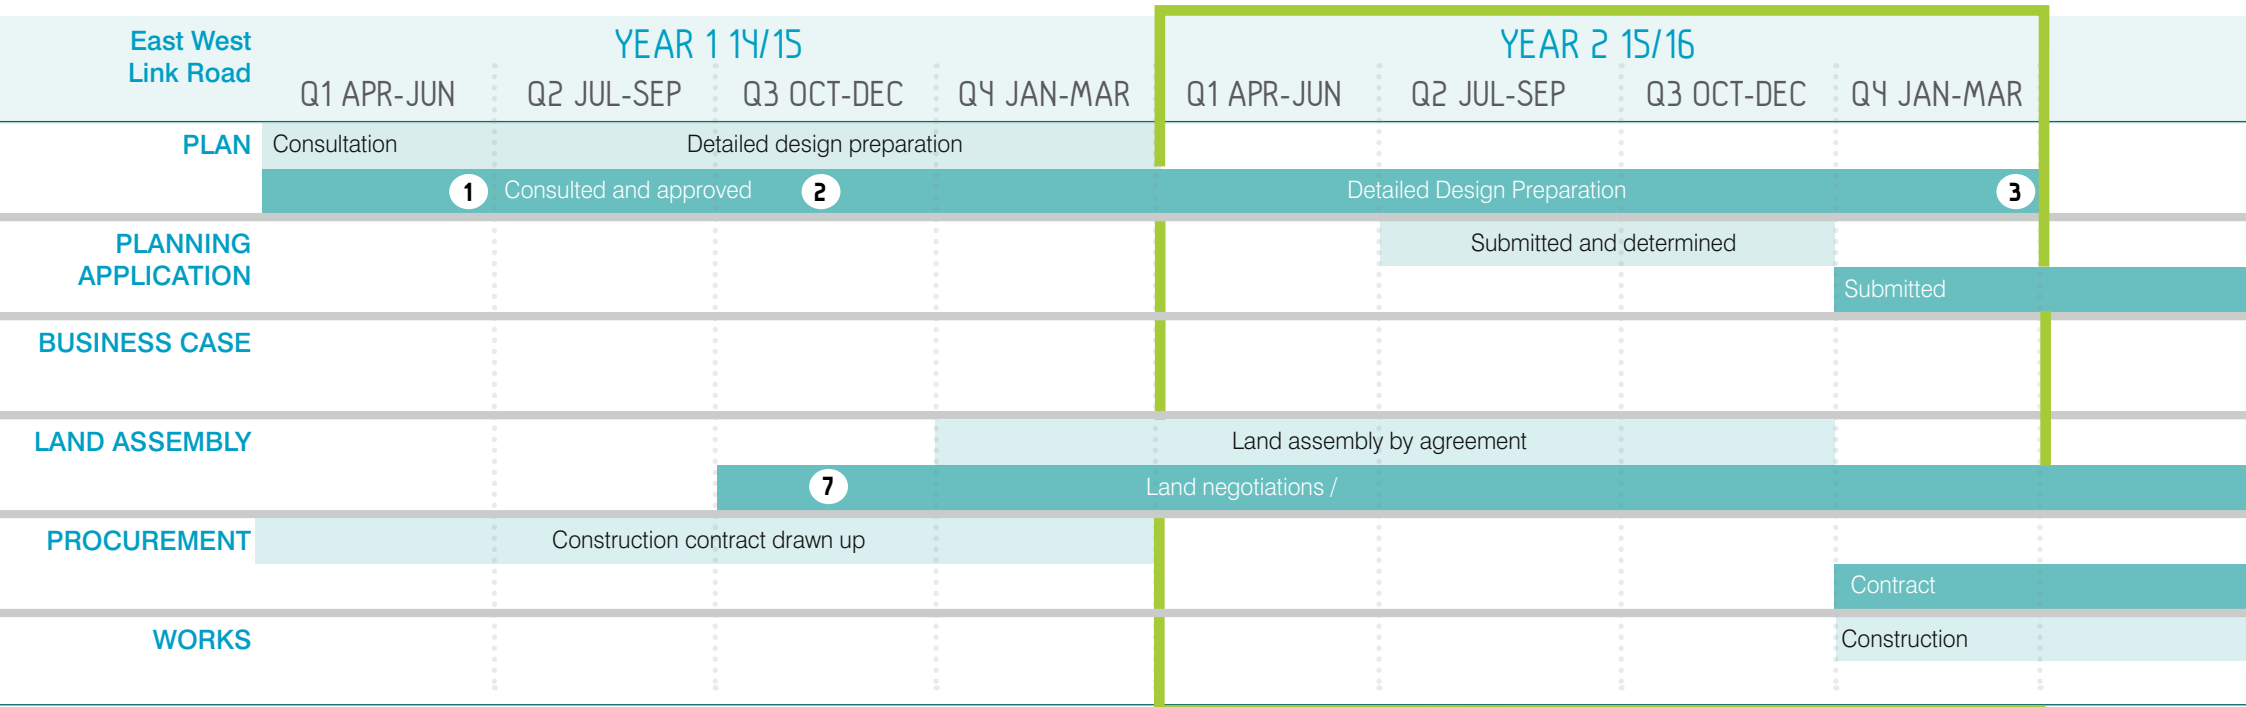 East West
Link Road
YEAR 1 14/15
YEAR 2 15/16
Q1 APR-JUN
Q2 JUL-SEP
Q3 OCT-DEC
Q4 JAN-MAR
Q1 APR-JUN
Q2 JUL-SEP
Q3 OCT-DEC
Q4 JAN-MAR
PLAN
Consultation
Detailed design preparation
1
Consulted and approved
2
Detailed Design Preparation
3
PLANNING
APPLICATION
Submitted and determined
Submitted
BUSINESS CASE
LAND ASSEMBLY
Land assembly by agreement
7
Land negotiations /
PROCUREMENT
Construction contract drawn up
Contract
WORKS
Construction